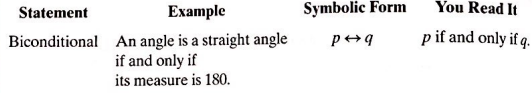 Statement Example Symbolic Form You Read It
Biconditional An angle is a straight angle p ↔ q p if and only if q.
if and only if
its measure is 180.